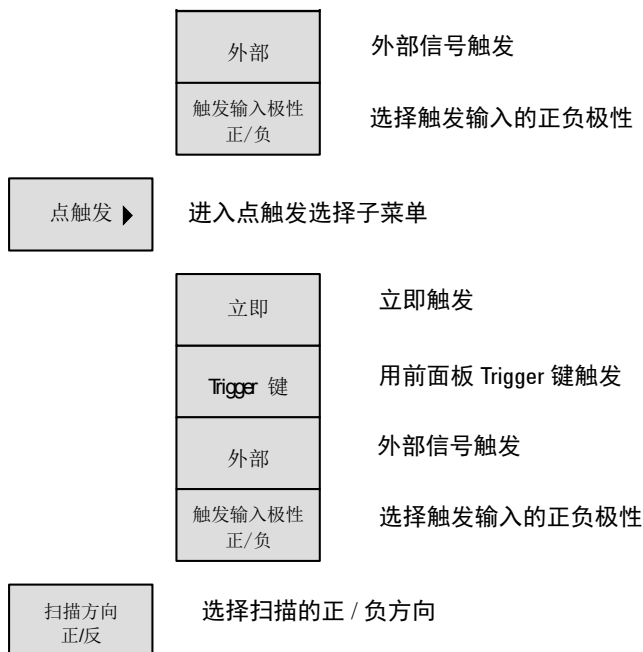 外部
外部信号触发
触发输入极性
正/负
选择触发输入的正负极性
点触发
进入点触发选择子菜单
立即
立即触发
Trigger 键
用前面板 Trigger 键触发
外部
外部信号触发
触发输入极性
正/负
选择触发输入的正负极性
扫描方向
正/反
选择扫描的正 / 负方向